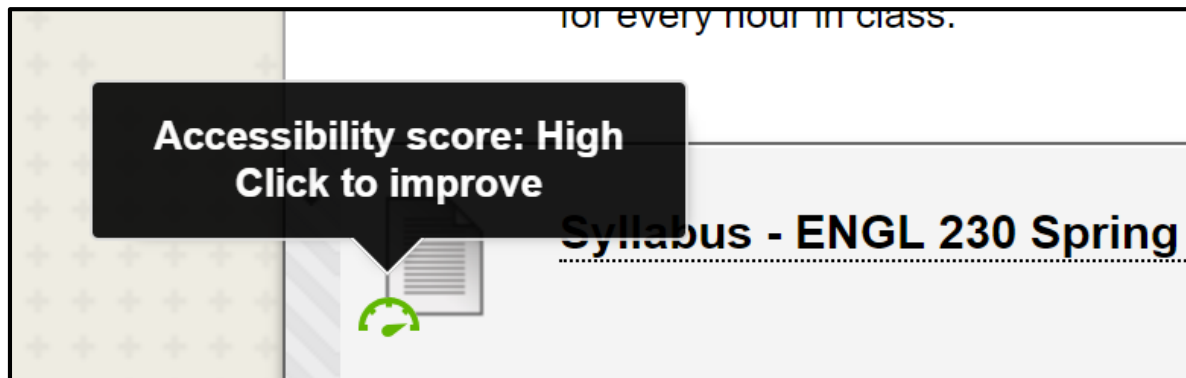 for every hour in class.
Accessibility score: High
Click to improve
Syllabus - ENGL 230 Spring